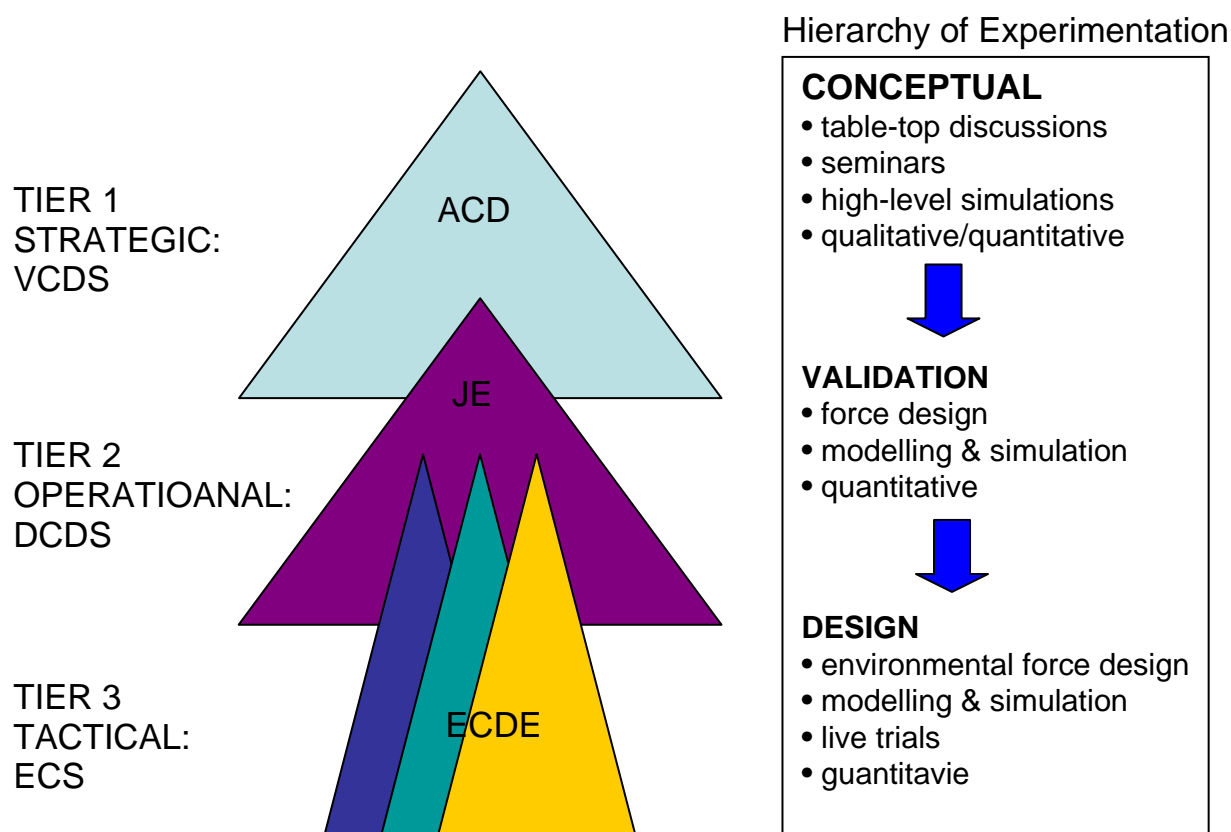 Hierarchy of Experimentation
TIER 1
STRATEGIC:
VCDS
ACD
CONCEPTUAL
• table-top discussions
• seminars
• high-level simulations
• qualitative/quantitative
TIER 2
OPERATIOANAL:
DCDS
JE
VALIDATION
• force design
• modelling & simulation
• quantitative
TIER 3
TACTICAL:
ECS
ECDE
DESIGN
• environmental force design
• modelling & simulation
• live trials
• guantitavie